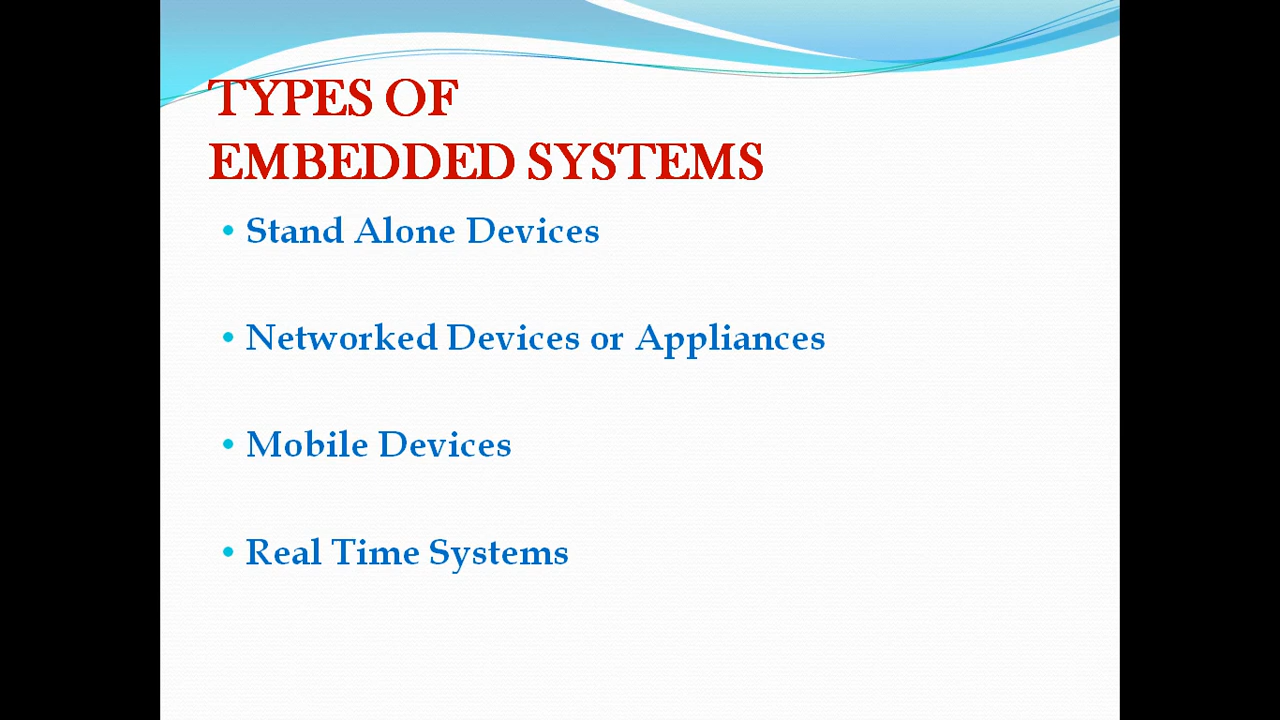 TYPES OF
EMBEDDED SYSTEMS
• Stand Alone Devices
• Networked Devices or Appliances
• Mobile Devices
• Real Time Systems